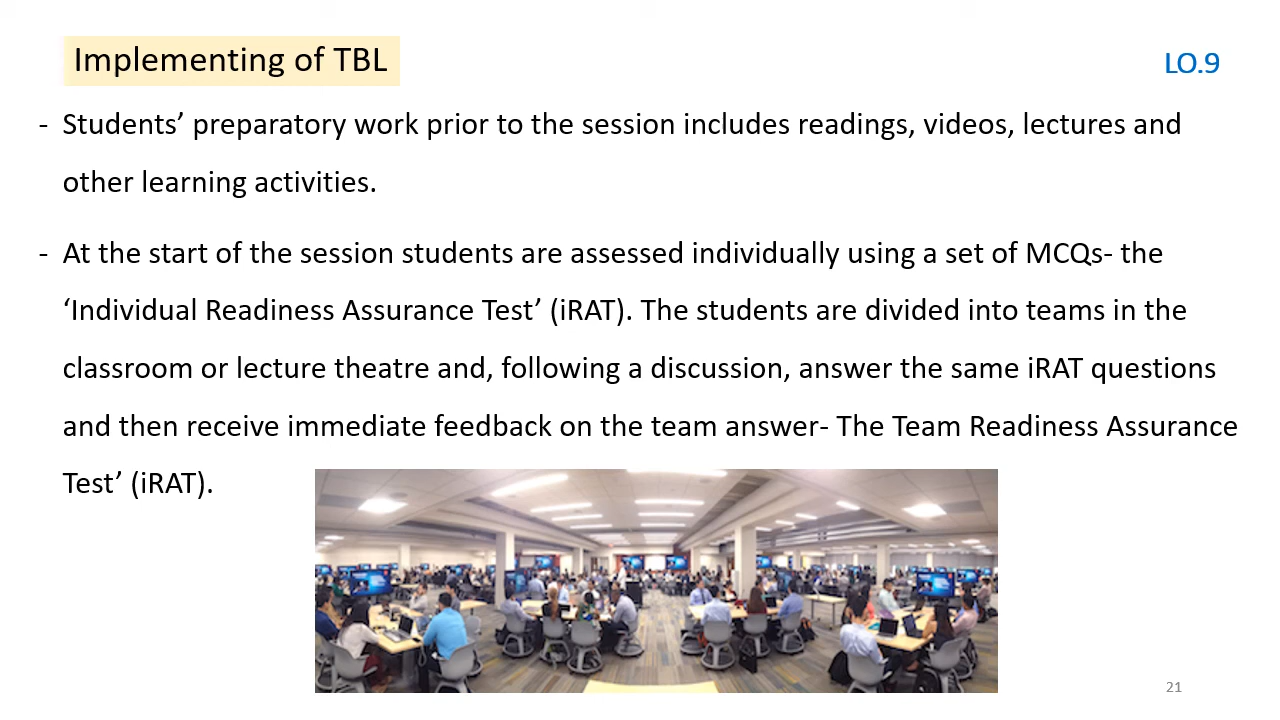 Implementing of TBL
LO.9
- Students’ preparatory work prior to the session includes readings, videos, lectures and
other learning activities.
- At the start of the session students are assessed individually using a set of MCQs- the
‘Individual Readiness Assurance Test’ (iRAT). The students are divided into teams in the
classroom or lecture theatre and, following a discussion, answer the same iRAT questions
and then receive immediate feedback on the team answer- The Team Readiness Assurance
Test’ (iRAT).
21